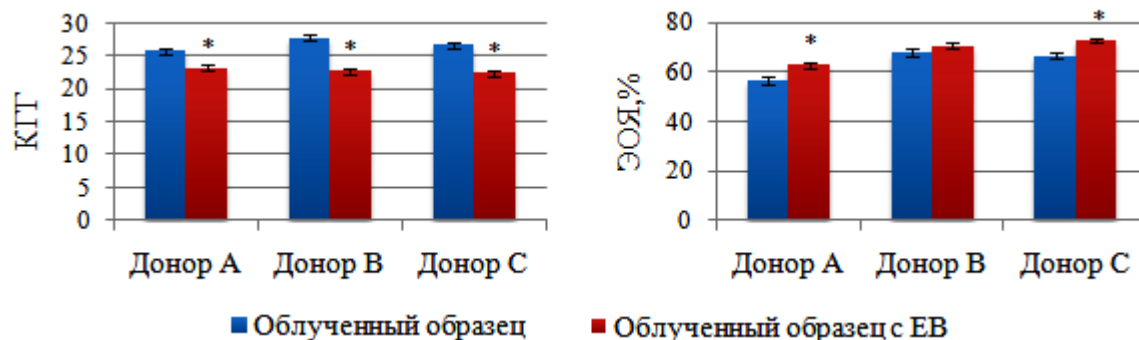 КГГ
30
25
20
15
10
5
0
* * *
Донор А Донор В Донор С
ЭОЯ,%
80
60
40
20
0
* *
Донор А Донор В Донор С
Облученный образец Облученный образец с ЕВ